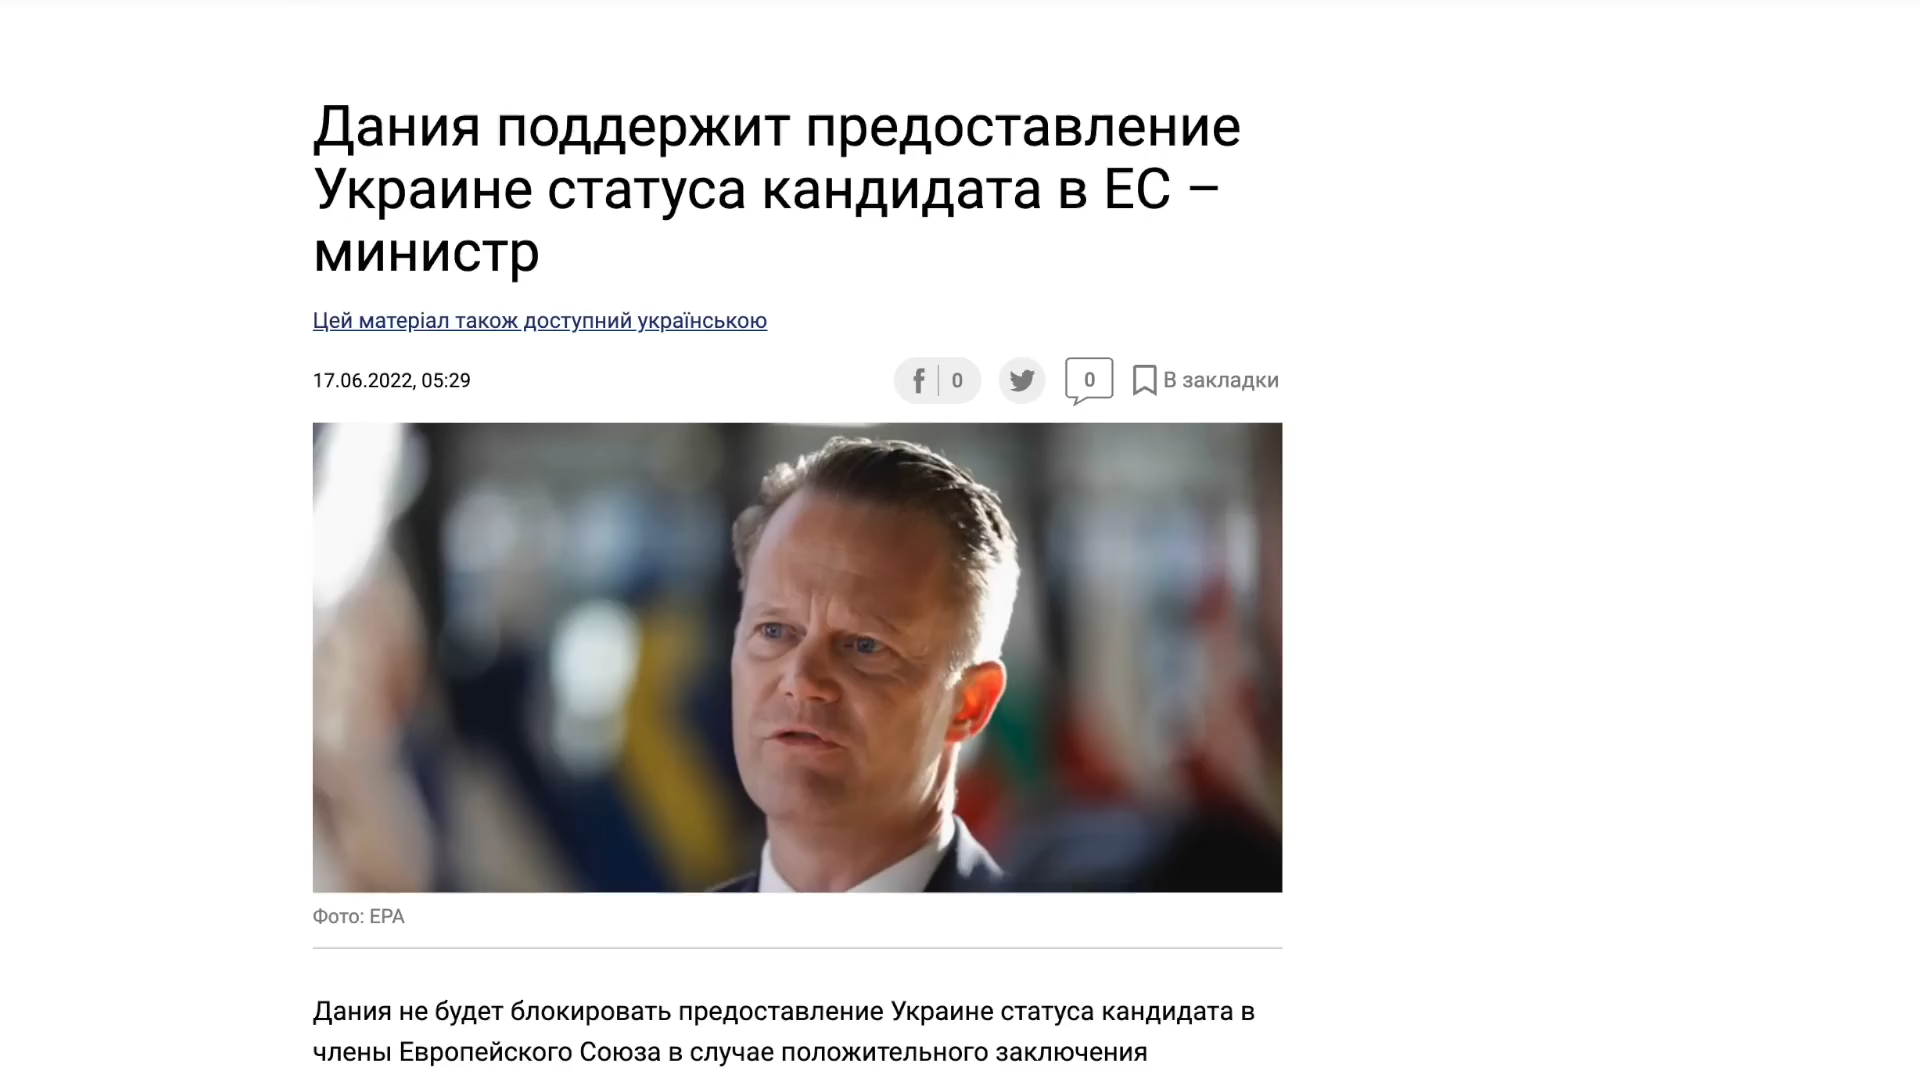 Дания поддержит предоставление
Украине статуса кандидата в ЕС –
министр
Цей матеріал також доступний українською
17.06.2022, 05:29
f 0
0
В закладки
Фото: EPA
Дания не будет блокировать предоставление Украине статуса кандидата в
члены Европейского Союза в случае положительного заключения